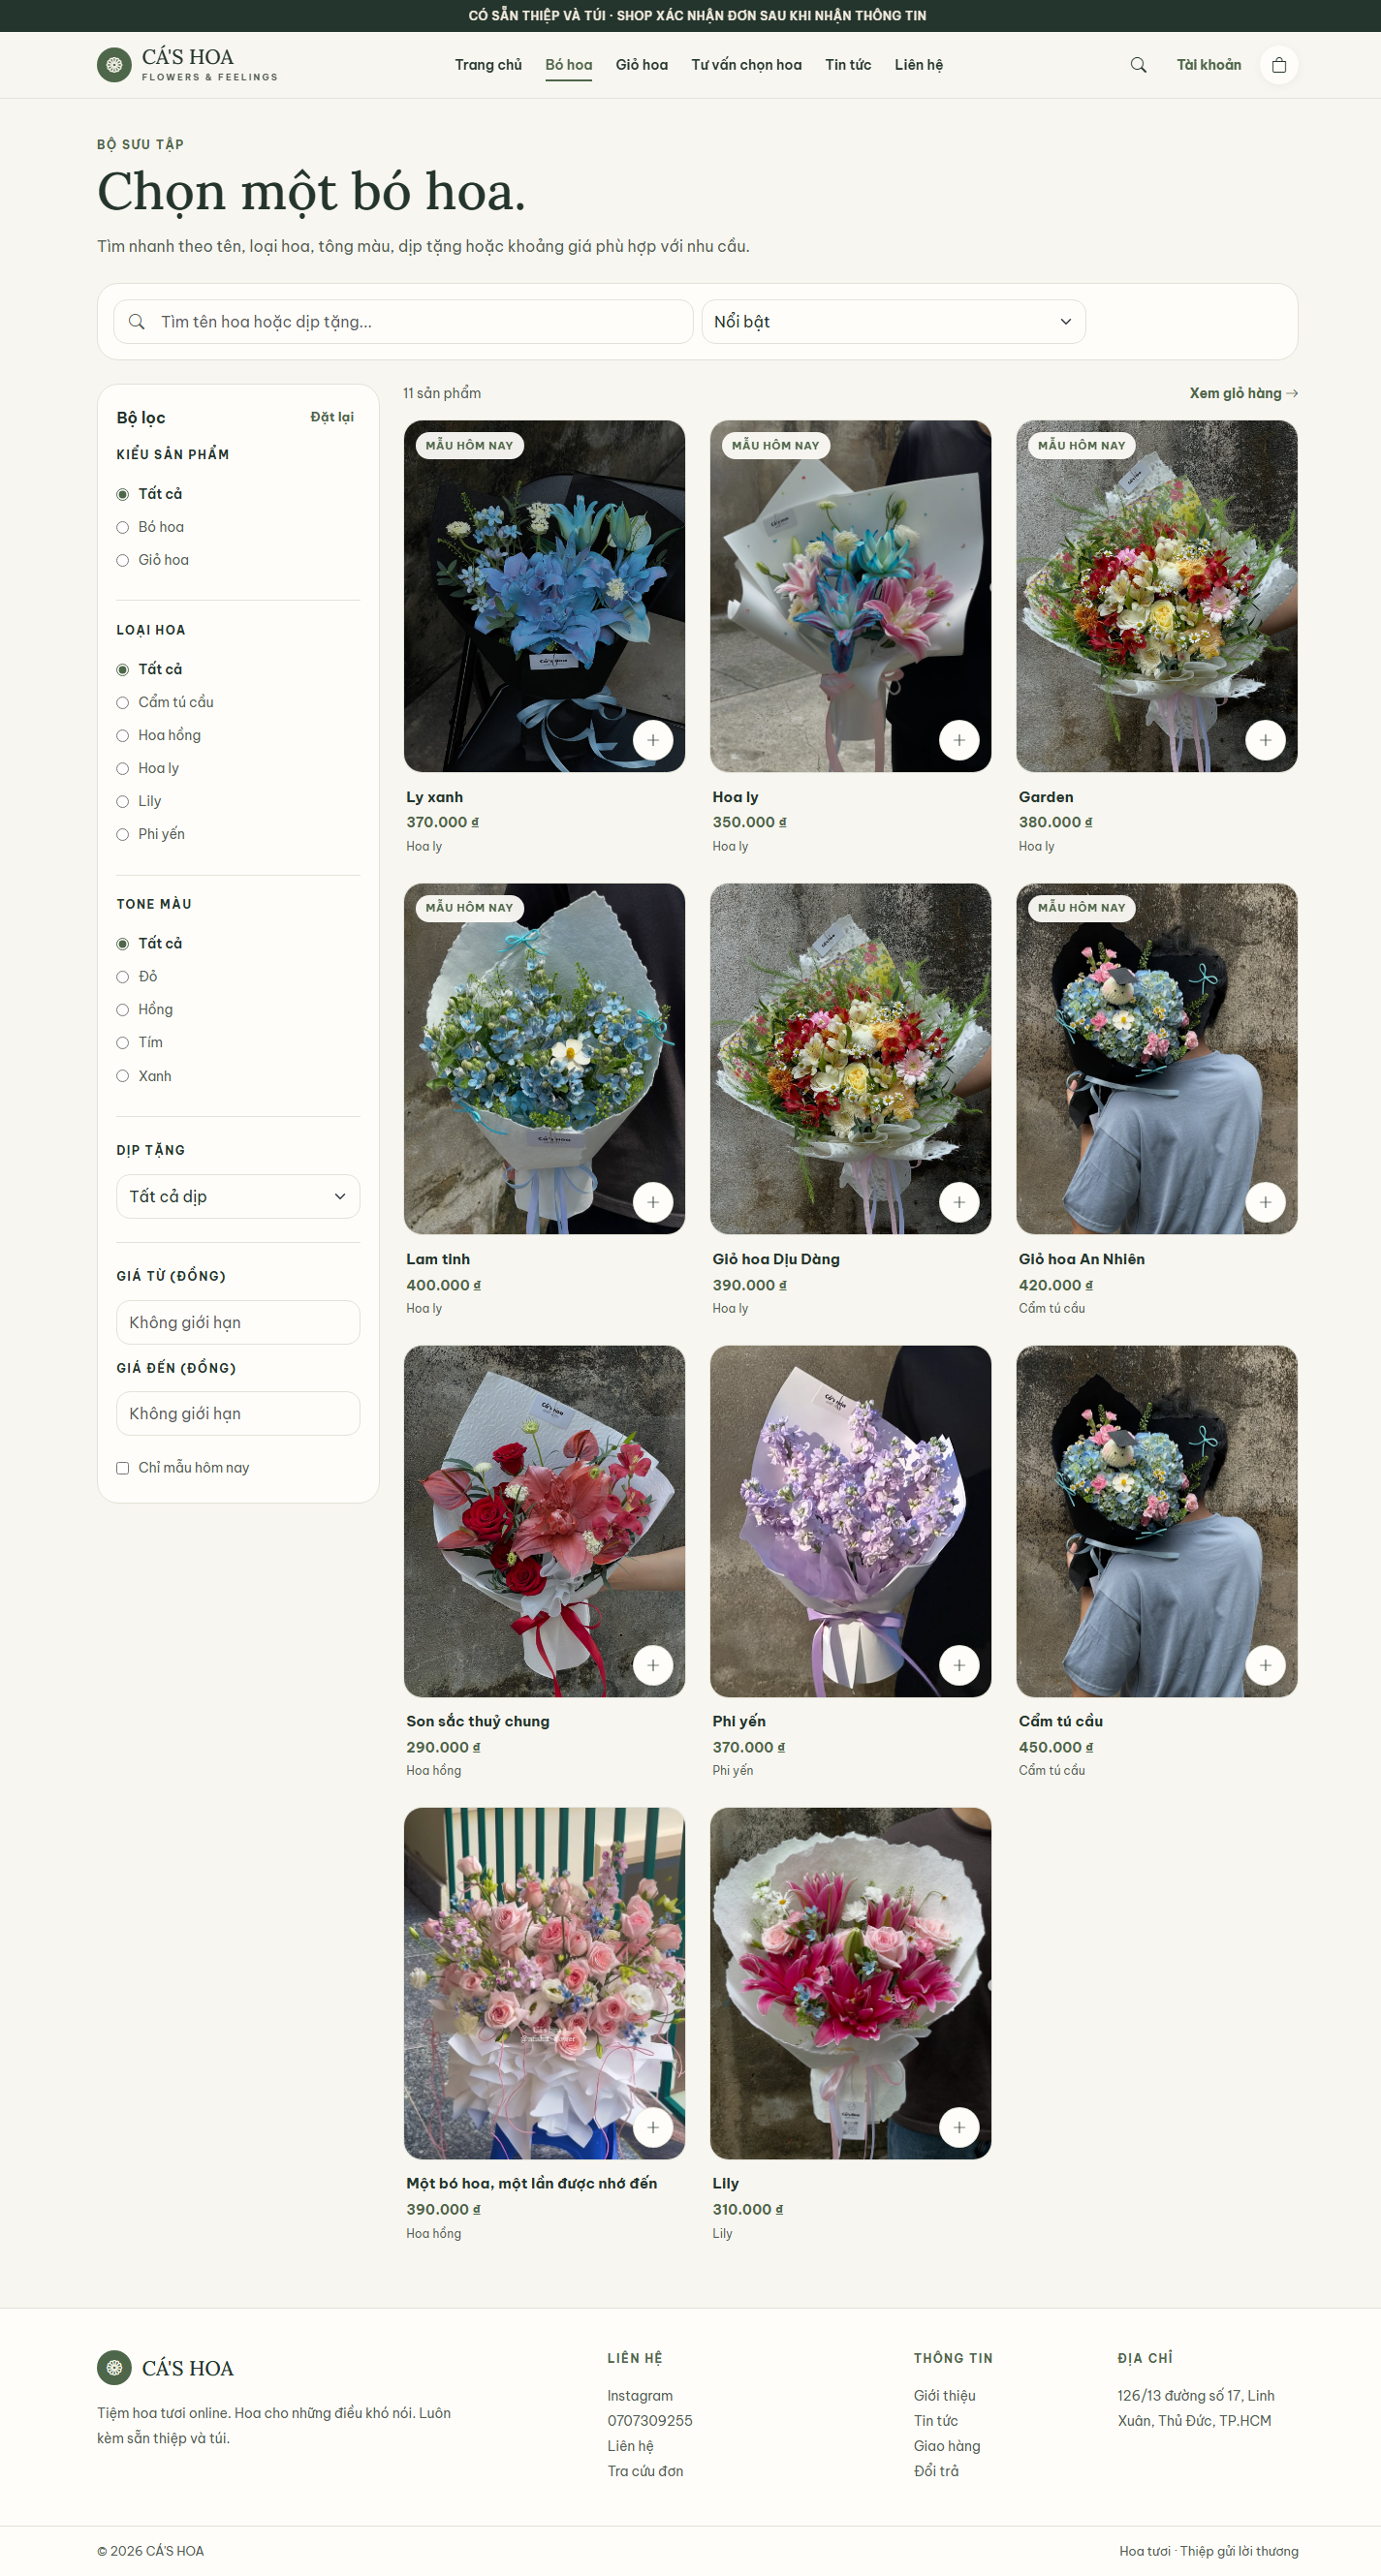 CÓ SẴN THIỆP VÀ TÚI · SHOP XÁC NHẬN ĐƠN SAU KHI NHẬN THÔNG TIN
CÁ'S HOA
FLOWERS & FEELINGS
Trang chủ
Bó hoa
Giỏ hoa
Tư vấn chọn hoa
Tin tức
Liên hệ
Tài khoản
BỘ SƯU TẬP
Chọn một bó hoa.
Tìm nhanh theo tên, loại hoa, tông màu, dịp tặng hoặc khoảng giá phù hợp với nhu cầu.
Tìm tên hoa hoặc dịp tặng...
Nổi bật
Bộ lọc
Đặt lại
KIỂU SẢN PHẨM
Tất cả
Bó hoa
Giỏ hoa
LOẠI HOA
Tất cả
Cẩm tú cầu
Hoa hồng
Hoa ly
Lily
Phi yến
TONE MÀU
Tất cả
Đỏ
Hồng
Tím
Xanh
DỊP TẶNG
Tất cả dịp
GIÁ TỪ (ĐỒNG)
Không giới hạn
GIÁ ĐẾN (ĐỒNG)
Không giới hạn
Chỉ mẫu hôm nay
11 sản phẩm
Xem giỏ hàng →
MẪU HÔM NAY
Ly xanh
370.000 ₫
Hoa ly
MẪU HÔM NAY
Hoa ly
350.000 ₫
Hoa ly
MẪU HÔM NAY
Garden
380.000 ₫
Hoa ly
MẪU HÔM NAY
Cá's Hoa
Lam tinh
400.000 ₫
Hoa ly
Giỏ hoa Dịu Dàng
390.000 ₫
Hoa ly
MẪU HÔM NAY
Giỏ hoa An Nhiên
420.000 ₫
Cẩm tú cầu
Son sắc thuỷ chung
290.000 ₫
Hoa hồng
Phi yến
370.000 ₫
Phi yến
Cẩm tú cầu
450.000 ₫
Cẩm tú cầu
Một bó hoa, một lần được nhớ đến
390.000 ₫
Hoa hồng
Lily
310.000 ₫
Lily
CÁ'S HOA
Tiệm hoa tươi online. Hoa cho những điều khó nói. Luôn
kèm sẵn thiệp và túi.
LIÊN HỆ
Instagram
0707309255
Liên hệ
Tra cứu đơn
THÔNG TIN
Giới thiệu
Tin tức
Giao hàng
Đổi trả
ĐỊA CHỈ
126/13 đường số 17, Linh
Xuân, Thủ Đức, TP.HCM
© 2026 CÁ'S HOA
Hoa tươi · Thiệp gửi lời thương